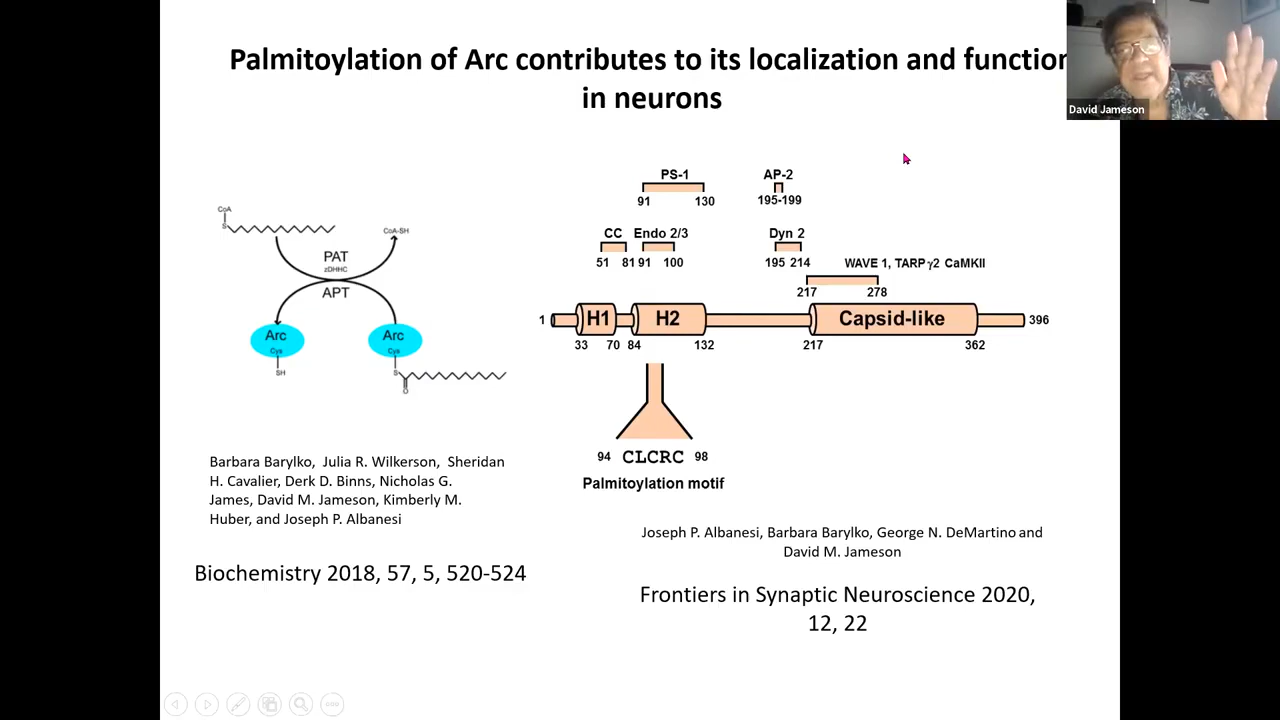 Palmitoylation of Arc contributes to its localization and function
in neurons
David Jameson
CoA
S
CoA-SH
PAT
zDHHC
APT
Arc
Cys
SH
Arc
Cys
S
O
PS-1
91 130
AP-2
195-199
CC
51 81
Endo 2/3
91 100
Dyn 2
195 214
WAVE 1, TARP γ2 CaMKII
217 278
1 H1 H2 Capsid-like 396
33 70 84 132 217 362
94 CLCRC 98
Palmitoylation motif
Barbara Barylko, Julia R. Wilkerson, Sheridan
H. Cavalier, Derk D. Binns, Nicholas G.
James, David M. Jameson, Kimberly M.
Huber, and Joseph P. Albanesi
Biochemistry 2018, 57, 5, 520-524
Joseph P. Albanesi, Barbara Barylko, George N. DeMartino and
David M. Jameson
Frontiers in Synaptic Neuroscience 2020,
12, 22